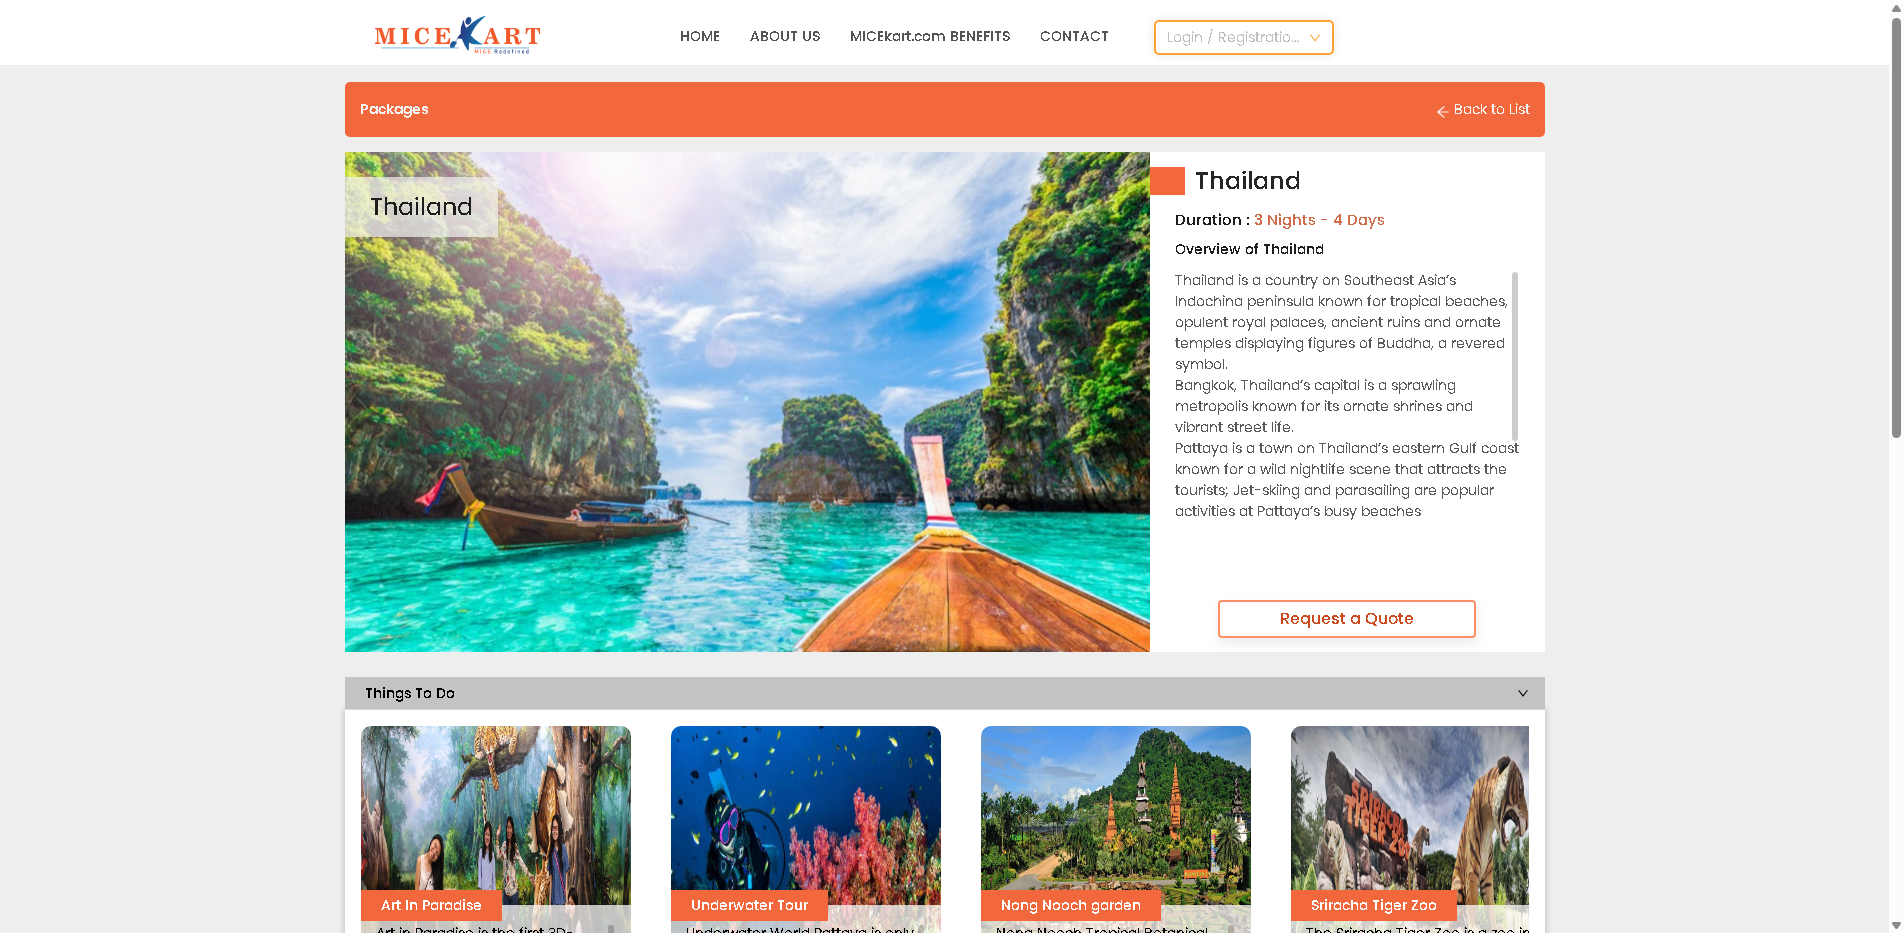 MICEKART
MICE Redefined
HOME
ABOUT US
MICEkart.com BENEFITS
CONTACT
Login / Registratio...
Packages
Back to List
Thailand
Thailand
Duration : 3 Nights - 4 Days
Overview of Thailand
Thailand is a country on Southeast Asia’s
Indochina peninsula known for tropical beaches,
opulent royal palaces, ancient ruins and ornate
temples displaying figures of Buddha, a revered
symbol.
Bangkok, Thailand’s capital is a sprawling
metropolis known for its ornate shrines and
vibrant street life.
Pattaya is a town on Thailand’s eastern Gulf coast
known for a wild nightlife scene that attracts the
tourists; Jet-skiing and parasailing are popular
activities at Pattaya’s busy beaches
Request a Quote
Things To Do
SRIRACHA
TIGER ZOO
Art In Paradise
Underwater Tour
Nong Nooch garden
Sriracha Tiger Zoo
Art in Paradise is the first 3D-
Underwater World Pattaya is only
Nong Nooch Tropical Botanical
The Sriracha Tiger Zoo is a zoo in